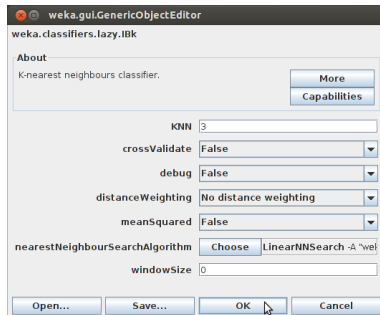 weka.gui.GenericObjectEditor
weka.classifiers.lazy.IBk
About
K-nearest neighbours classifier.
More
Capabilities
KNN 3
crossValidate False
debug False
distanceWeighting No distance weighting
meanSquared False
nearestNeighbourSearchAlgorithm Choose LinearNNSearch -A "wek
windowSize 0
Open... Save... OK Cancel